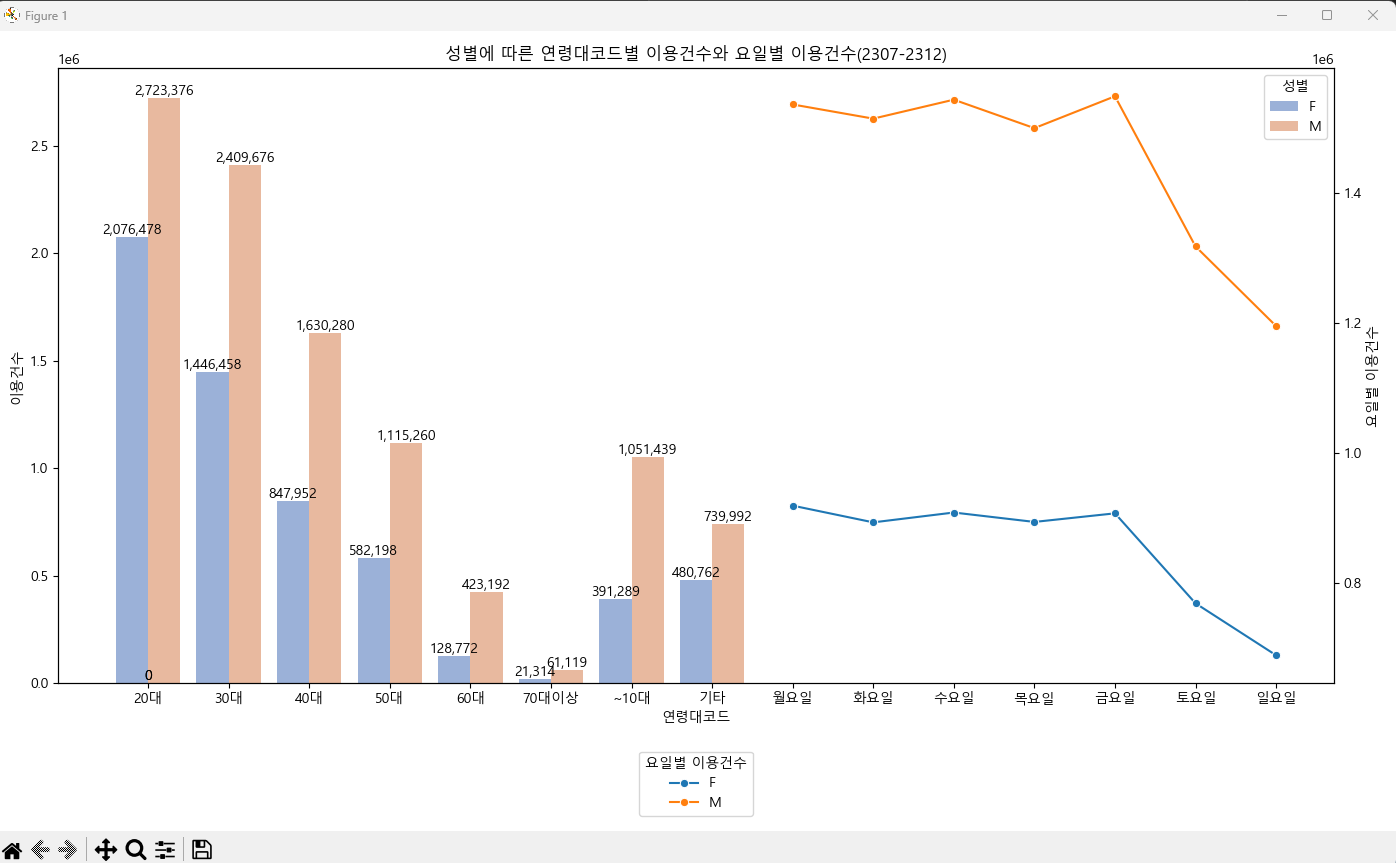 Figure 1
성별에 따른 연령대코드별 이용건수와 요일별 이용건수(2307-2312)
1e6
1e6
2.5
2.0
1.5
1.0
0.5
0.0
이용건수
2,723,376
2,076,478
0
2,409,676
1,446,458
1,630,280
847,952
1,115,260
582,198
423,192
128,772
61,119
21,314
1,051,439
391,289
739,992
480,762
성별
F
M
1.4
1.2
1.0
0.8
요일별 이용건수
20대
30대
40대
50대
60대
70대이상
~10대
기타
월요일
화요일
수요일
목요일
금요일
토요일
일요일
연령대코드
요일별 이용건수
F
M